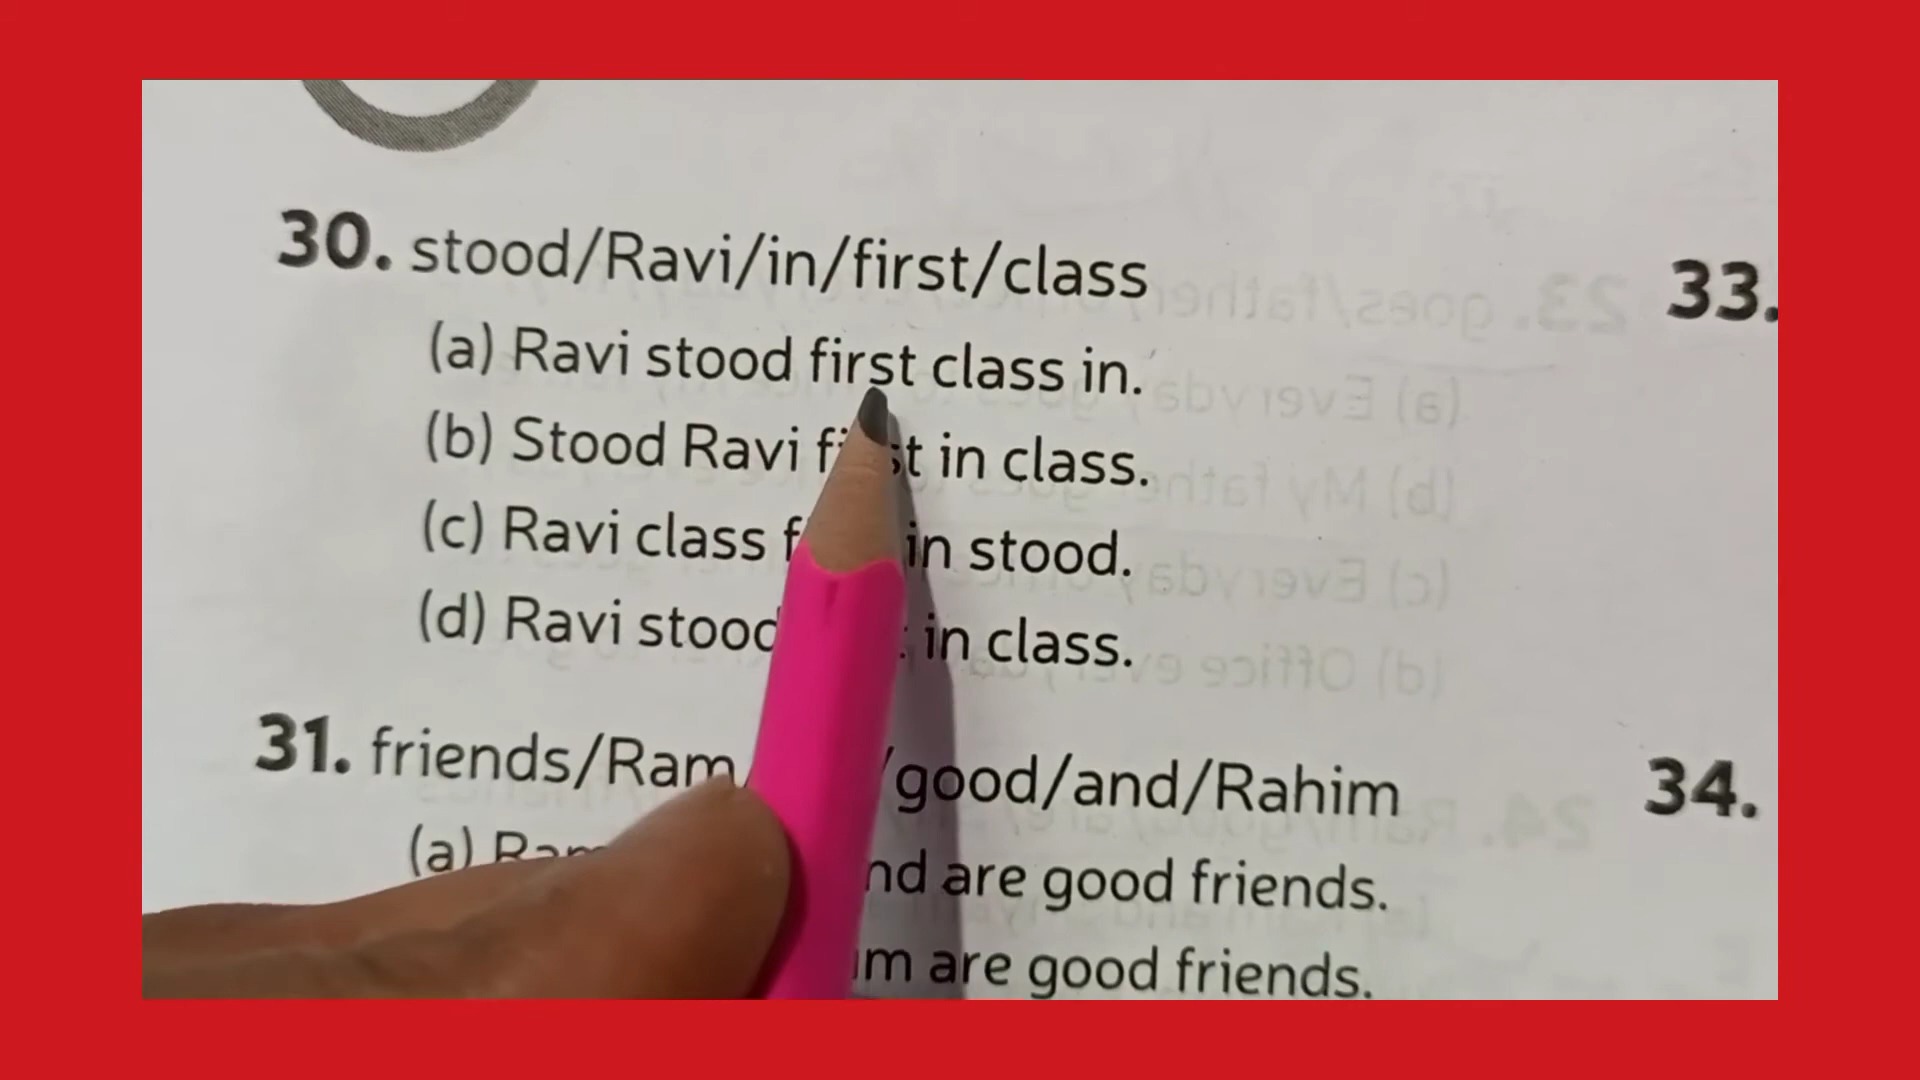 30. stood/Ravi/in/first/class
(a) Ravi stood first class in.
(b) Stood Ravi in class.
(c) Ravi class in stood.
(d) Ravi stood in class.
31. friends/Ram /good/and/Rahim
(a) are good friends.
are good friends.
33.
34.